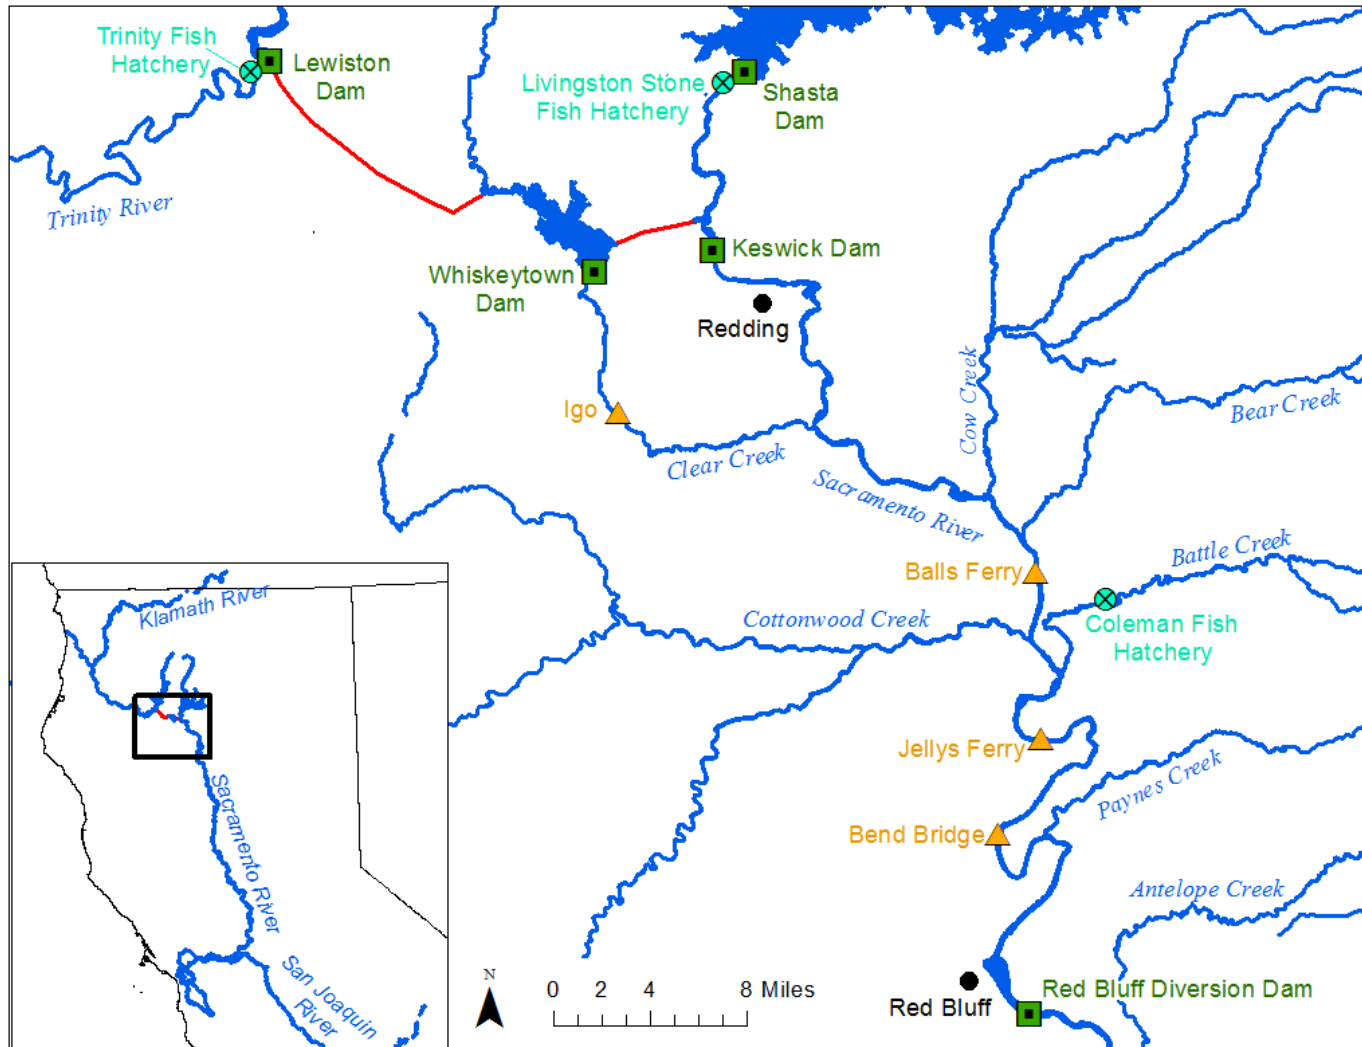 Trinity Fish
Hatchery
Lewiston
Dam
Livingston Stone
Fish Hatchery
Shasta
Dam
Trinity River
Keswick Dam
Whiskeytown
Dam
Redding
Igo
Clear Creek
Cow Creek
Bear Creek
Sacramento River
Balls Ferry
Battle Creek
Coleman Fish
Hatchery
Cottonwood Creek
Jellys Ferry
Paynes Creek
Bend Bridge
Antelope Creek
Klamath River
Sacramento River
San Joaquin
River
N
0 2 4 8 Miles
Red Bluff
Red Bluff Diversion Dam